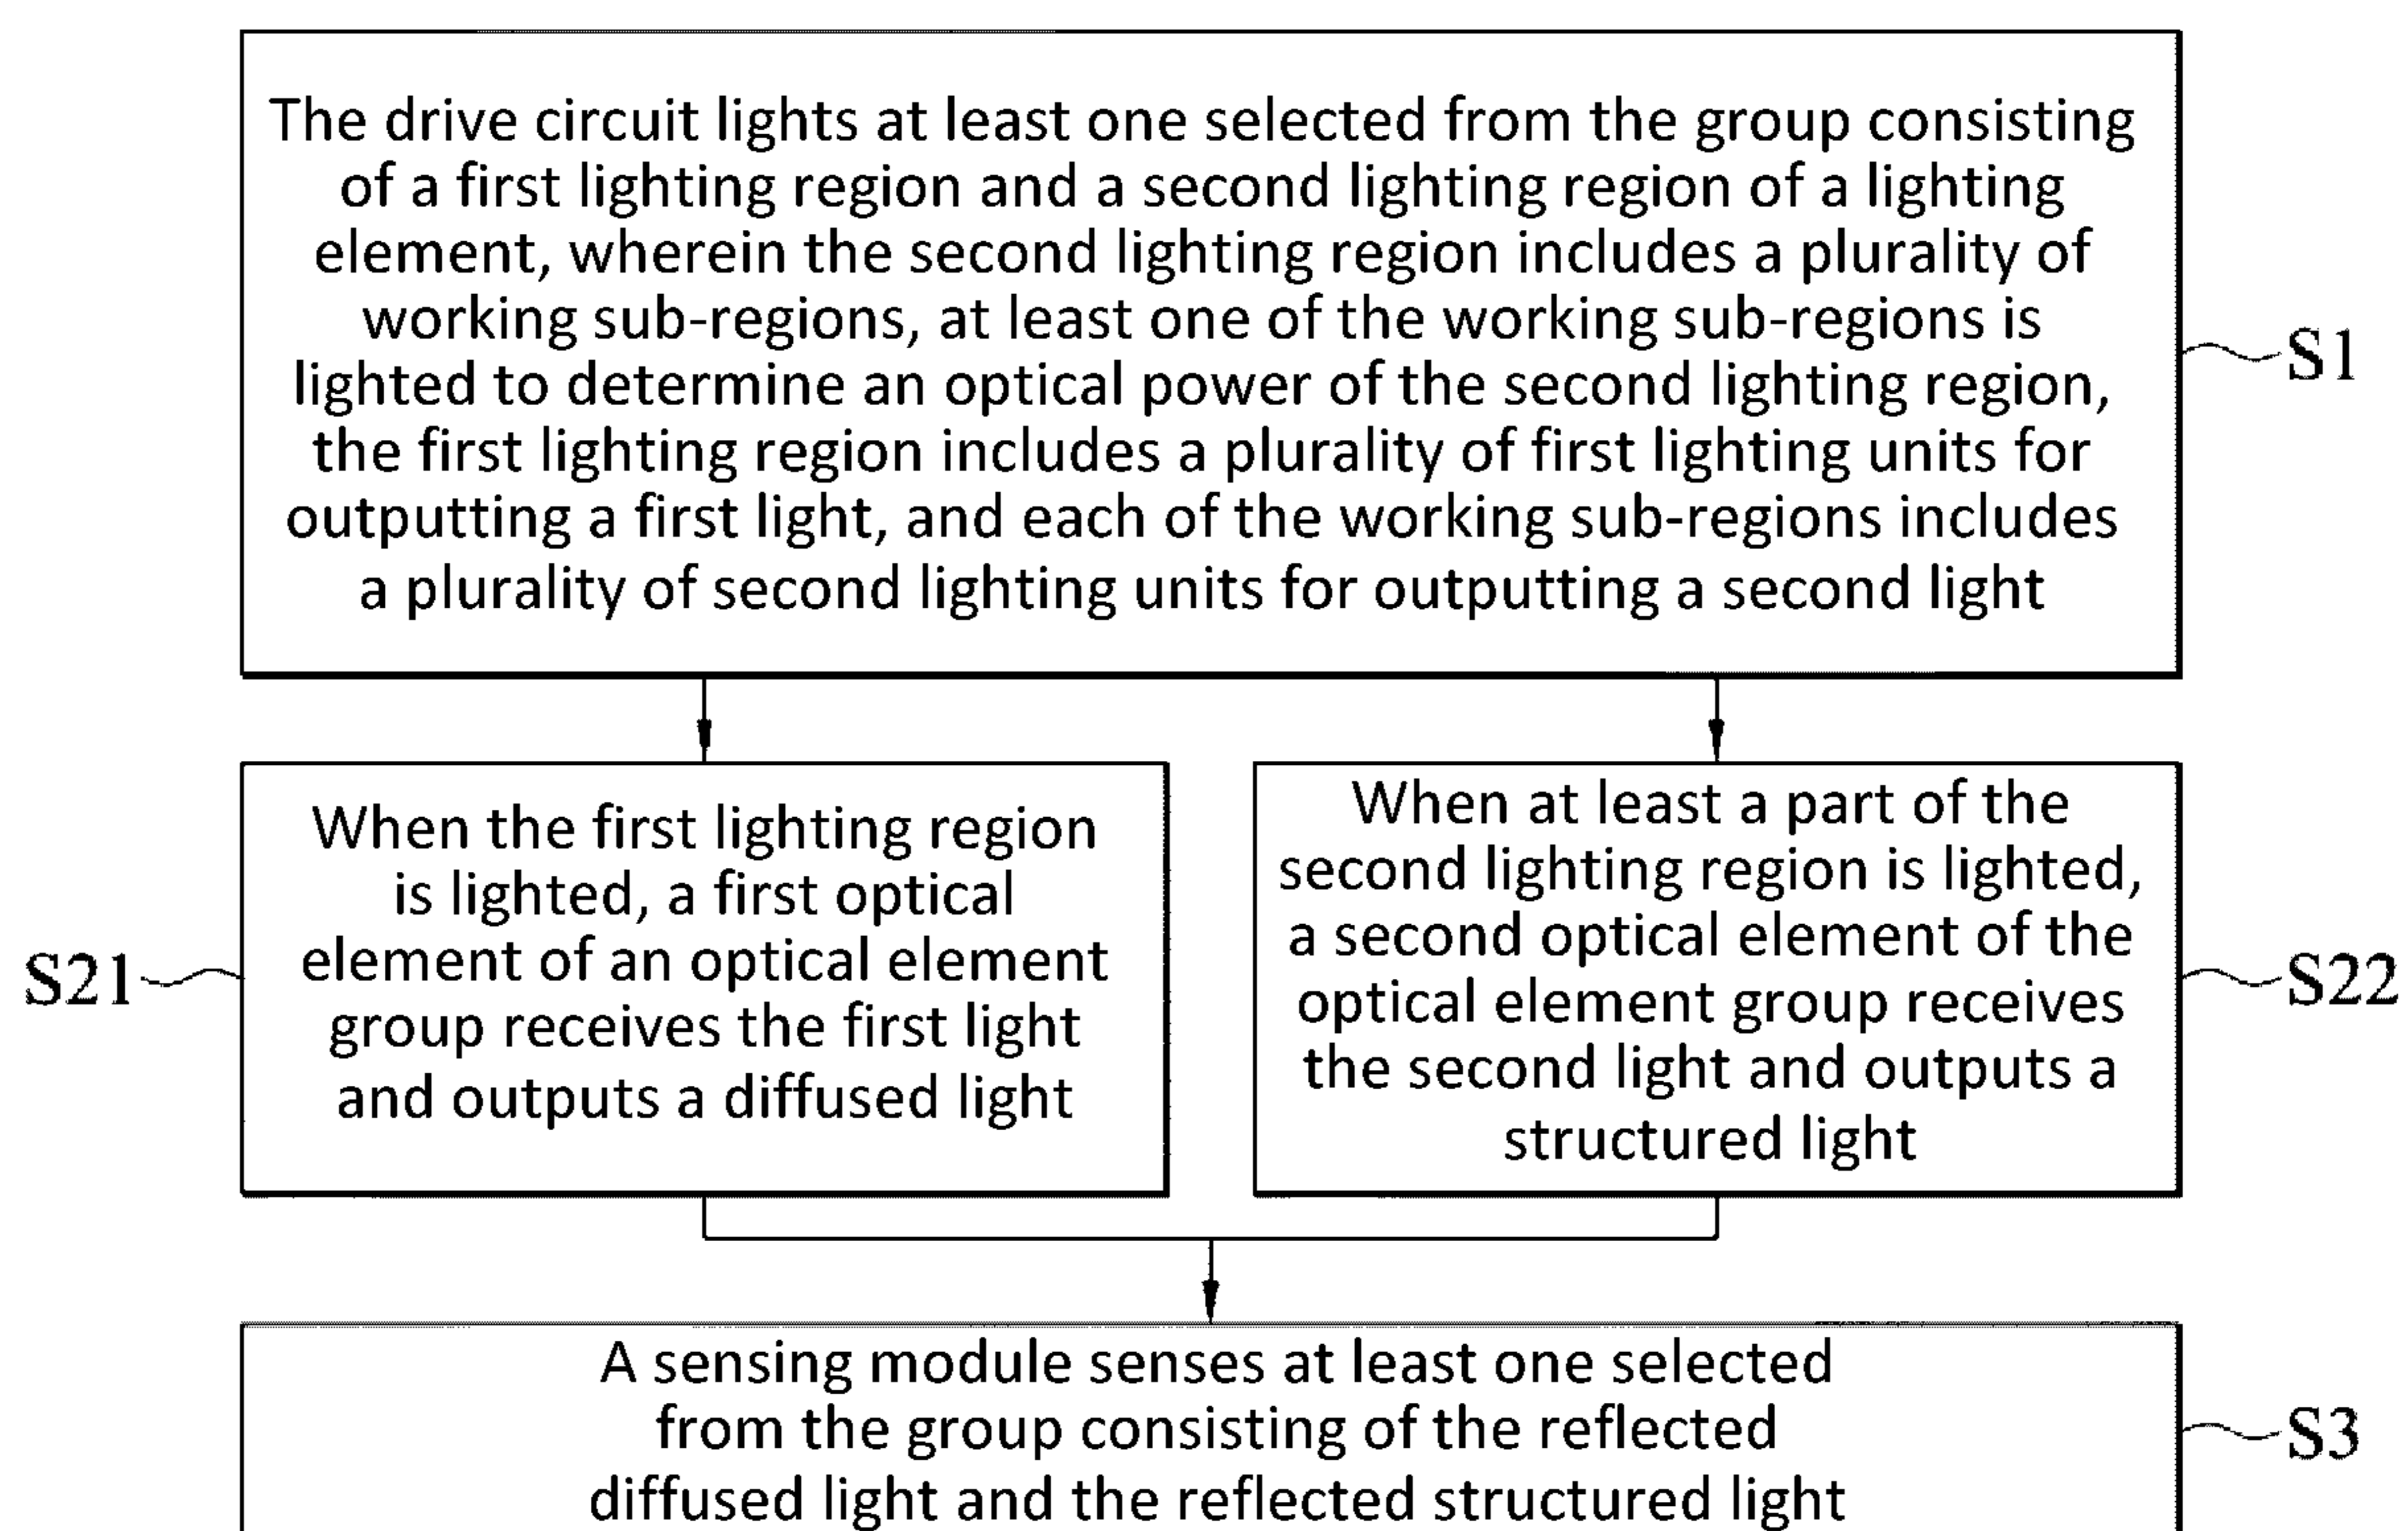 The drive circuit lights at least one selected from the group consisting
of a first lighting region and a second lighting region of a lighting
element, wherein the second lighting region includes a plurality of
working sub-regions, at least one of the working sub-regions is
lighted to determine an optical power of the second lighting region,
the first lighting region includes a plurality of first lighting units for
outputting a first light, and each of the working sub-regions includes
a plurality of second lighting units for outputting a second light
S1
When the first lighting region
is lighted, a first optical
element of an optical element
group receives the first light
and outputs a diffused light
S21
When at least a part of the
second lighting region is lighted,
a second optical element of the
optical element group receives
the second light and outputs a
structured light
S22
A sensing module senses at least one selected
from the group consisting of the reflected
diffused light and the reflected structured light
S3